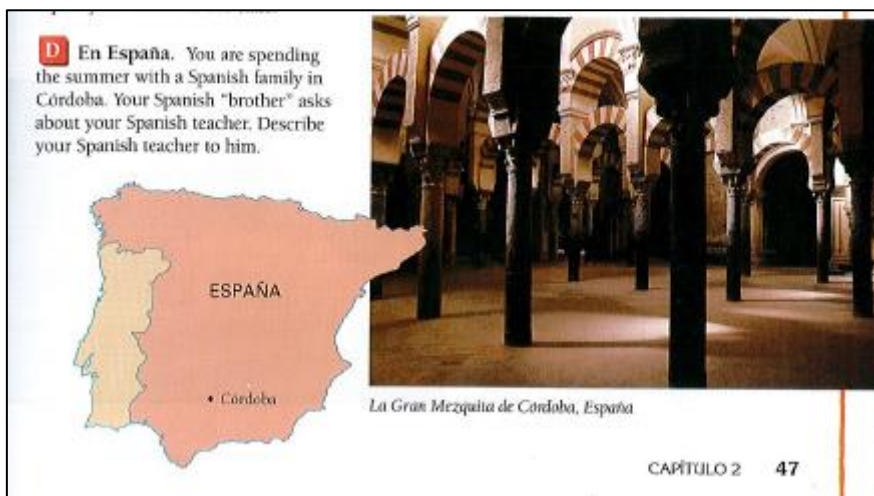 D En España. You are spending
the summer with a Spanish family in
Córdoba. Your Spanish "brother" asks
about your Spanish teacher. Describe
your Spanish teacher to him.
ESPAÑA
Córdoba
La Gran Mezquita de Córdoba, España
CAPÍTULO 2 47